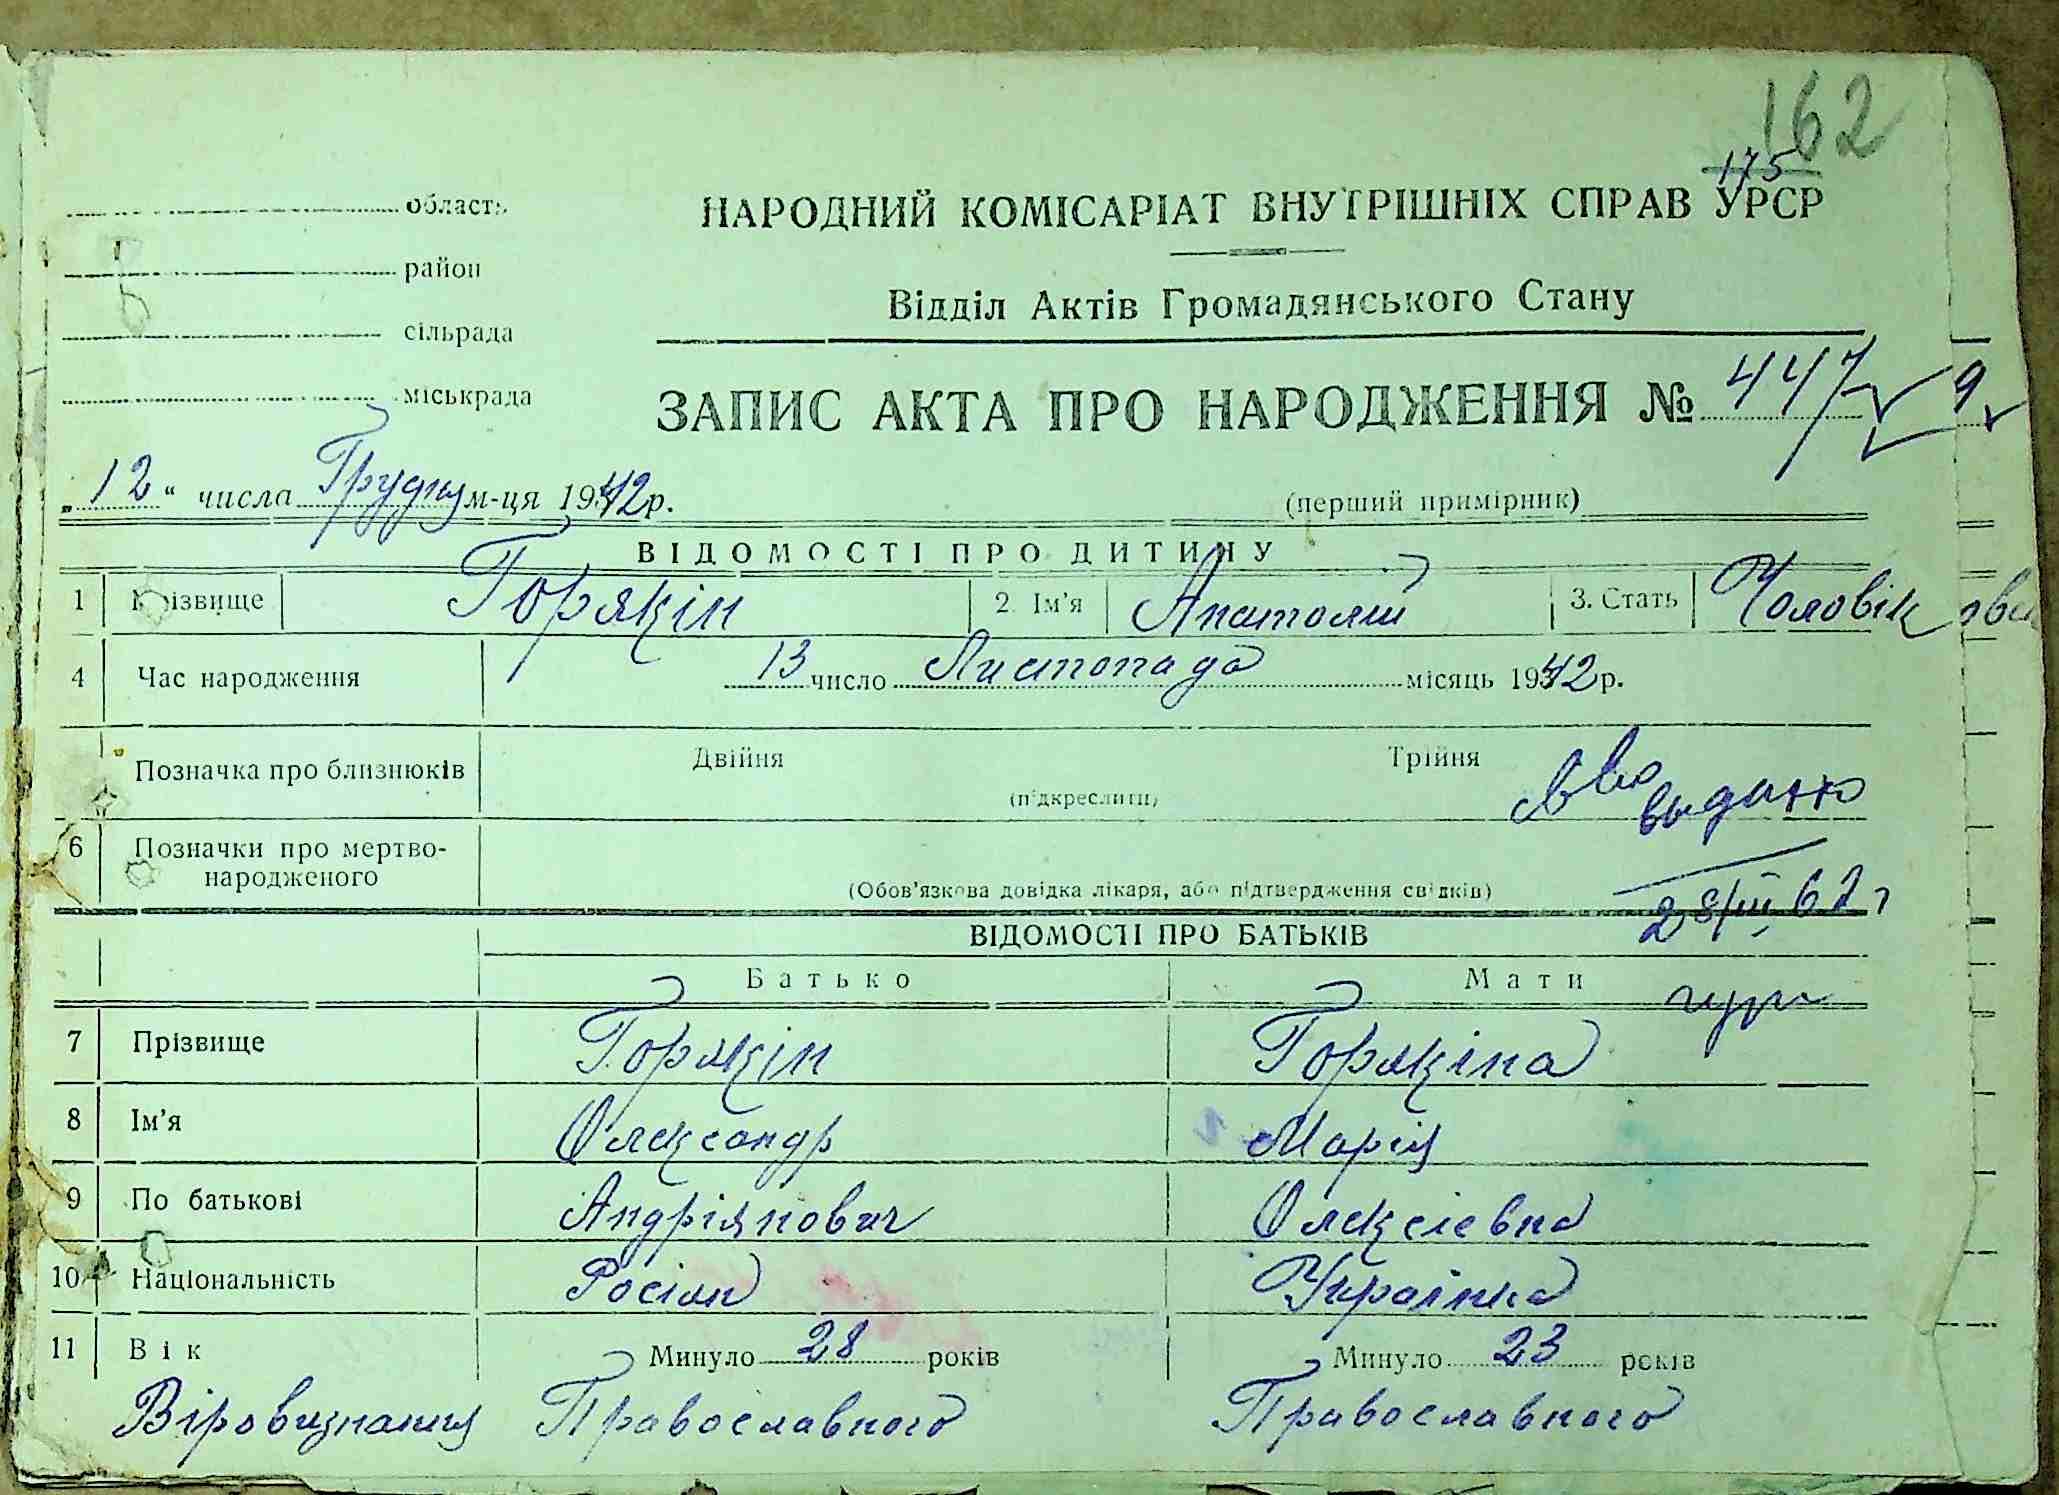 162
175
область
НАРОДНИЙ КОМІСАРІАТ ВНУТРІШНІХ СПРАВ УРСР
район
Відділ Актів Громадянського Стану
сільрада
міськрада
ЗАПИС АКТА ПРО НАРОДЖЕННЯ № 447 9
„12“ числа Грудня м-ця 1942 р.
(перший примірник)
ВІДОМОСТІ ПРО ДИТИНУ
1 Прізвище Горякін 2. Ім'я Анатолій 3. Стать Чоловік
4 Час народження 13 число Листопада місяць 1942 р.
Позначка про близнюків Двійня Трійня
(підкреслити)
выдано
6 Позначки про мертво-
народженого
(Обов'язкова довідка лікаря, або підтвердження свідків)
ВІДОМОСТІ ПРО БАТЬКІВ
Батько Мати
7 Прізвище Горякін Горякіна
8 Ім'я Олександр Марія
9 По батькові Андріянович Олексіевна
10 Національність Росіян Українка
11 Вік Минуло 28 років Минуло 23 років
Віровизнання Православного Православного